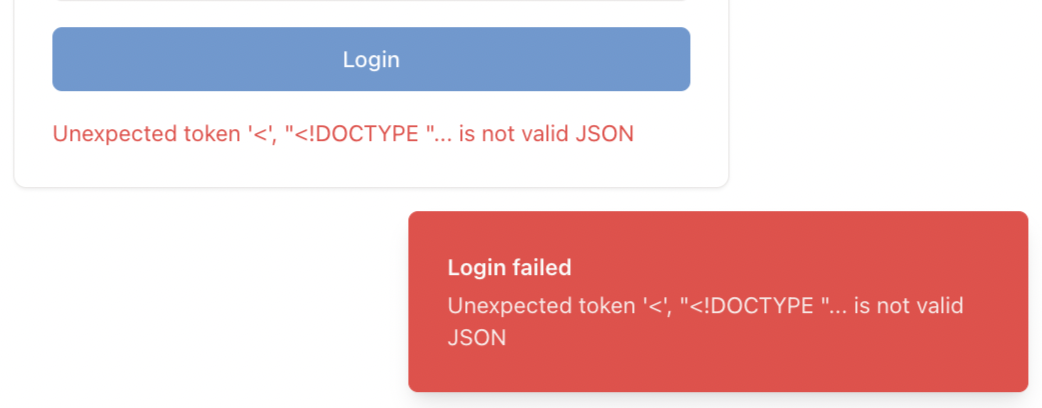 Login
Unexpected token '<', "<!DOCTYPE "... is not valid JSON
Login failed
Unexpected token '<', "<!DOCTYPE "... is not valid
JSON